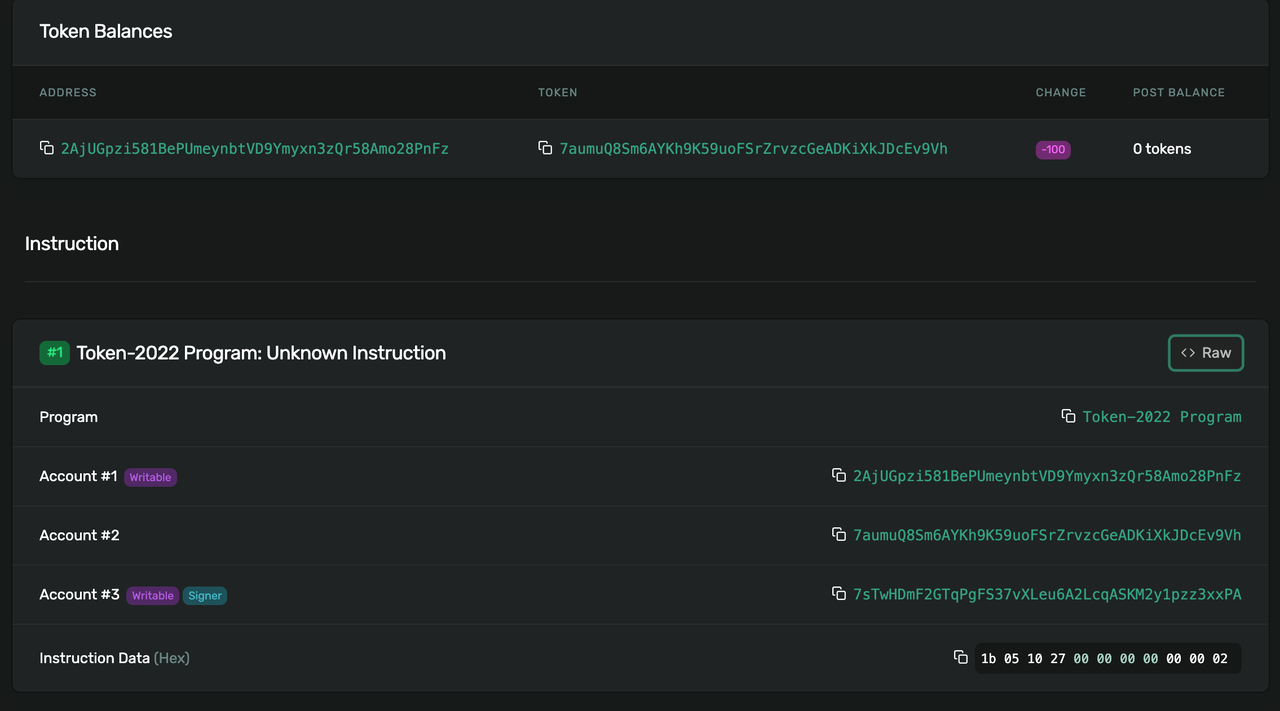 Token Balances
ADDRESS TOKEN CHANGE POST BALANCE
2AjUGpzi581BePUmeynbtVD9Ymyxn3zQr58Amo28PnFz 7aumuQ8Sm6AYKh9K59uoFSrZrvzcGeADKiXkJDcEv9Vh -100 0 tokens
Instruction
#1 Token-2022 Program: Unknown Instruction <> Raw
Program Token-2022 Program
Account #1 Writable 2AjUGpzi581BePUmeynbtVD9Ymyxn3zQr58Amo28PnFz
Account #2 7aumuQ8Sm6AYKh9K59uoFSrZrvzcGeADKiXkJDcEv9Vh
Account #3 Writable Signer 7sTwHDmF2GTqPgFS37vXLeu6A2LcqASKM2y1pzz3xxPA
Instruction Data (Hex) 1b 05 10 27 00 00 00 00 00 00 02